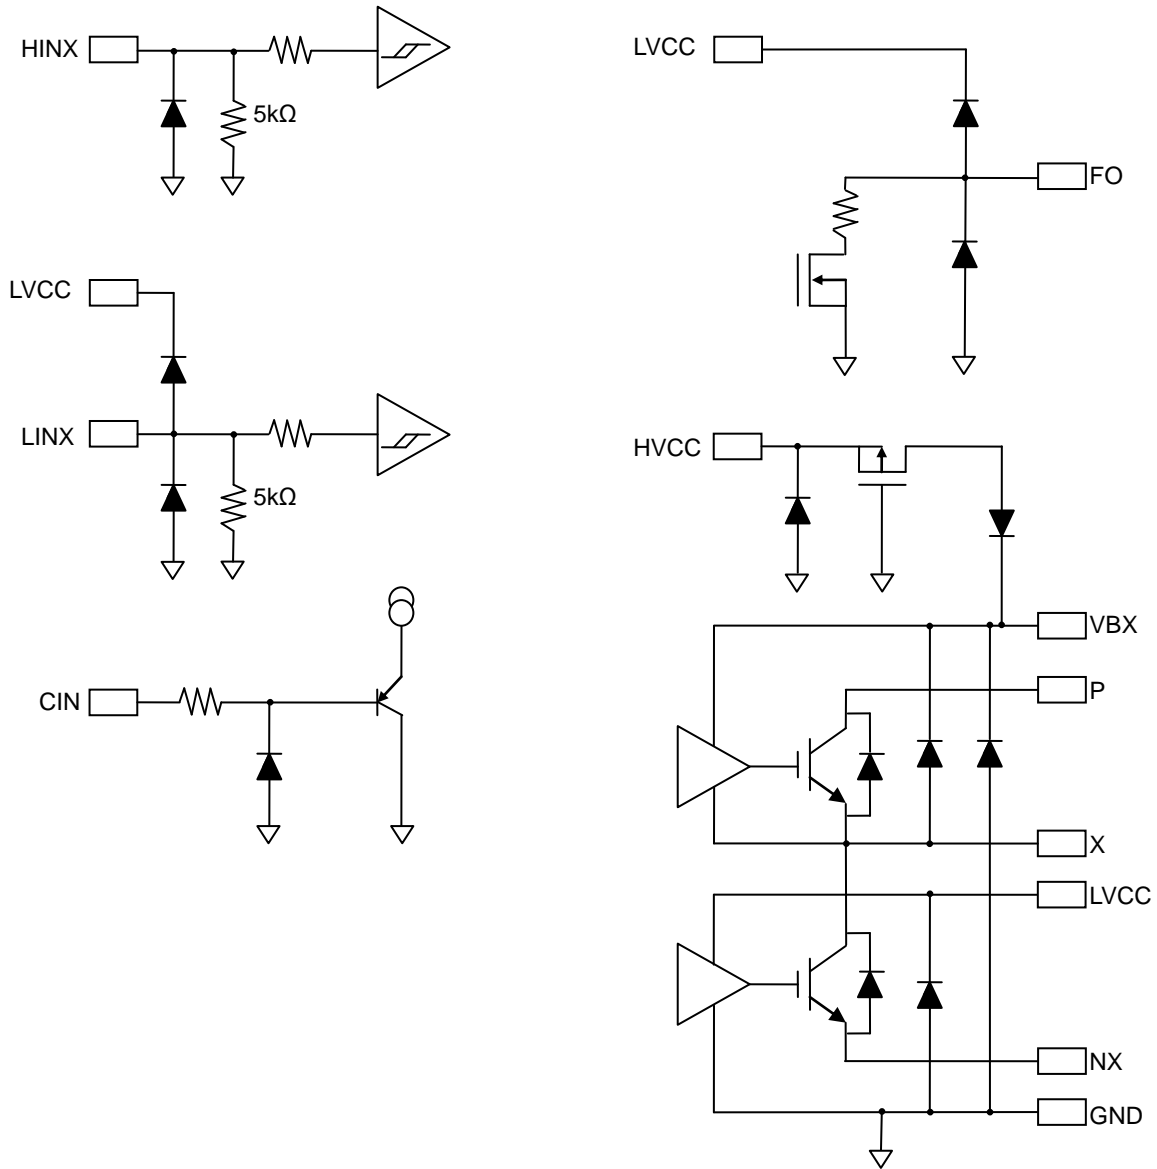 HINX
5kΩ
LVCC
LINX
5kΩ
CIN
LVCC
FO
HVCC
VBX
P
X
LVCC
NX
GND